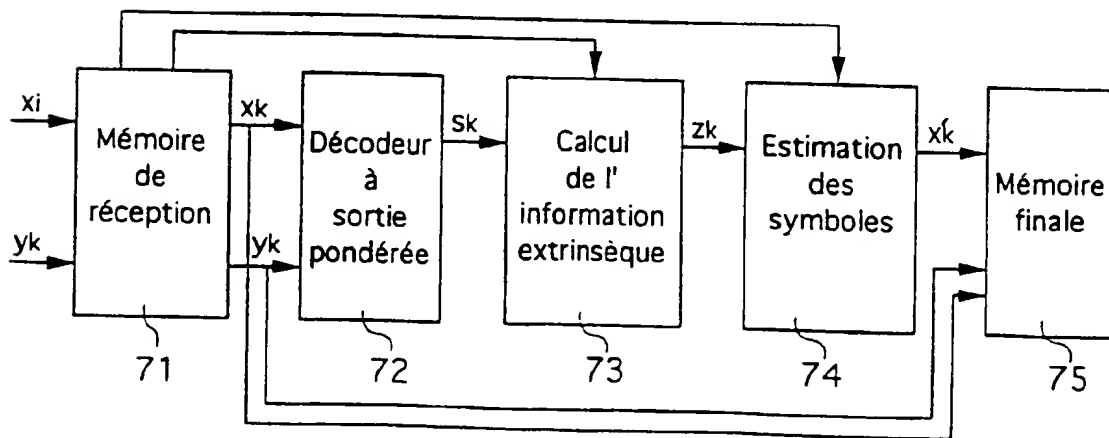 xi
yk
Mémoire
de
réception
71
xk
yk
Décodeur
à
sortie
pondérée
72
sk
Calcul
de l'
information
extrinsèque
73
zk
Estimation
des
symboles
74
x́k
Mémoire
finale
75